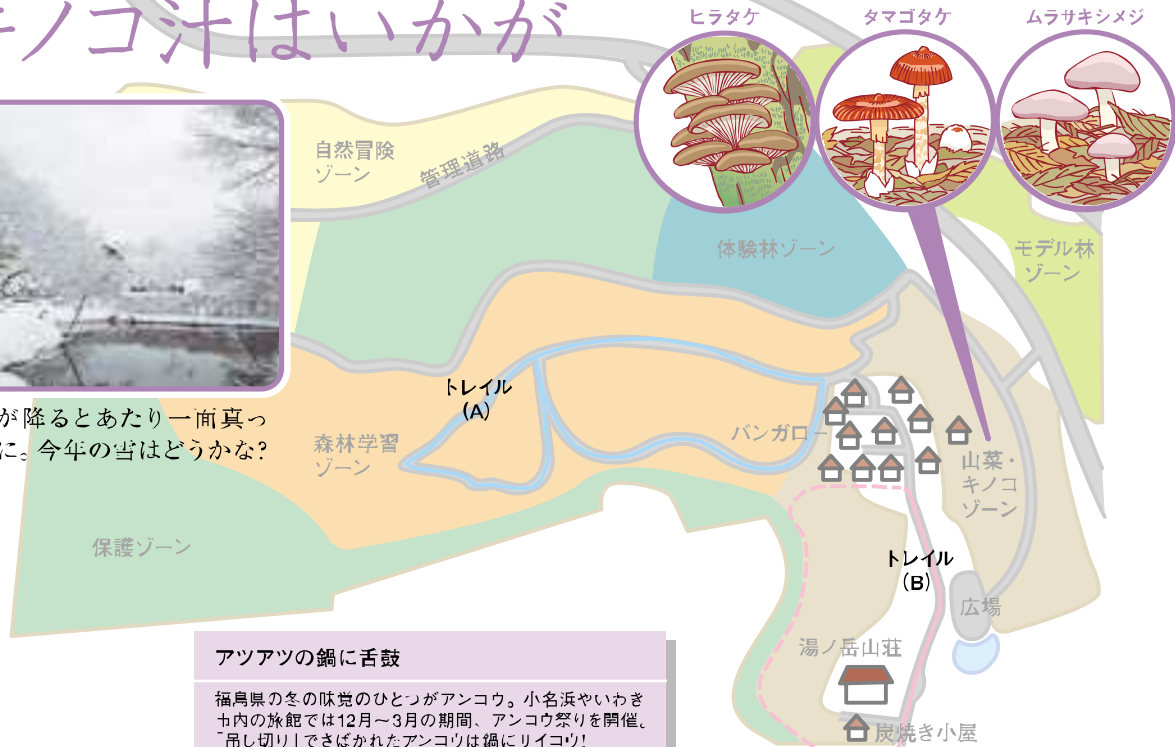 キノコ汁はいかが
ヒラタケ
タマゴタケ
ムラサキシメジ
自然冒険
ゾーン
管理道路
体験林ゾーン
モデル林
ゾーン
トレイル
(A)
が降るとあたり一面真っ
に。今年の雪はどうかな?
森林学習
ゾーン
バンガロー
山菜・
キノコ
ゾーン
保護ゾーン
トレイル
(B)
広場
湯ノ岳山荘
炭焼き小屋
アツアツの鍋に舌鼓
福島県の冬の味覚のひとつがアンコウ。小名浜やいわき
市内の旅館では12月〜3月の期間、アンコウ祭りを開催。
「吊し切り」でさばかれたアンコウは鍋にサイコウ!